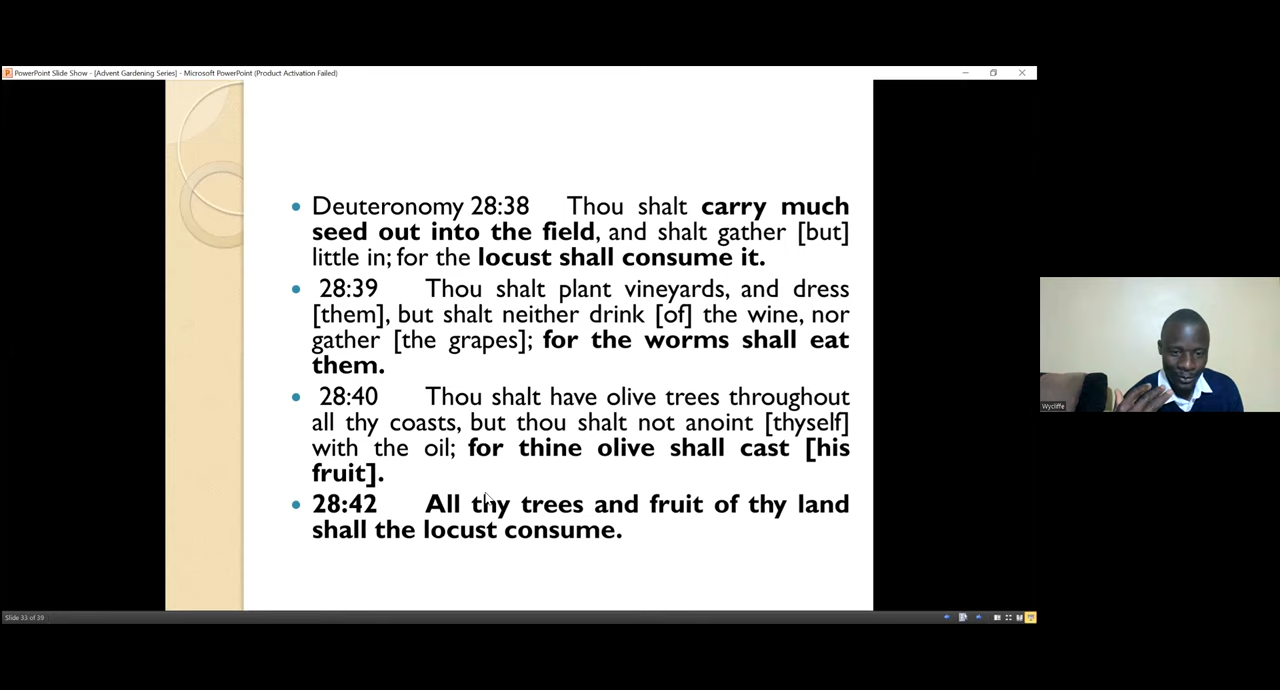 PowerPoint Slide Show - [Advent Gardening Series] - Microsoft PowerPoint (Product Activation Failed)
• Deuteronomy 28:38 Thou shalt carry much
seed out into the field, and shalt gather [but]
little in; for the locust shall consume it.
• 28:39 Thou shalt plant vineyards, and dress
[them], but shalt neither drink [of] the wine, nor
gather [the grapes]; for the worms shall eat
them.
• 28:40 Thou shalt have olive trees throughout
all thy coasts, but thou shalt not anoint [thyself]
with the oil; for thine olive shall cast [his
fruit].
• 28:42 All thy trees and fruit of thy land
shall the locust consume.
Wycliffe
Slide 33 of 39